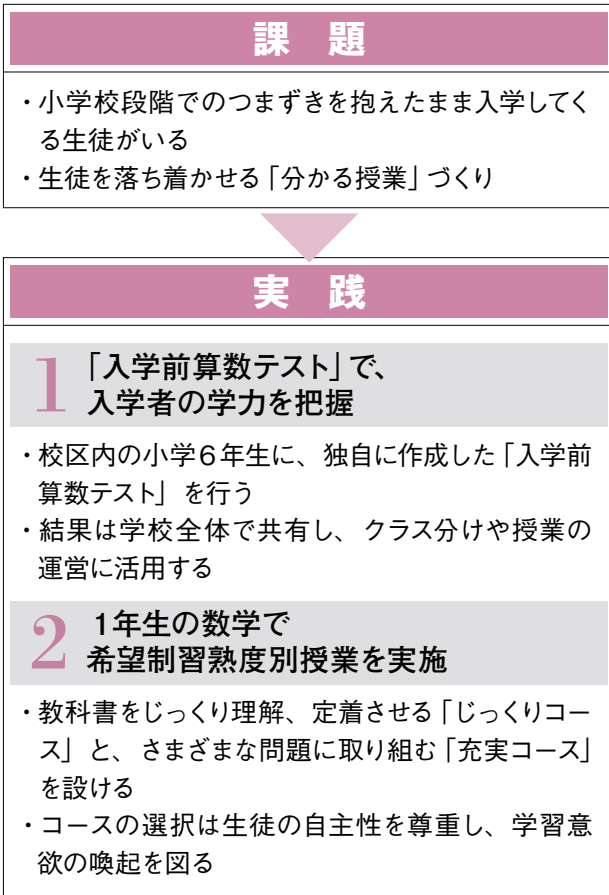 課　題
・小学校段階でのつまずきを抱えたまま入学してく
る生徒がいる
・生徒を落ち着かせる「分かる授業」づくり
実　践
1 「入学前算数テスト」で、
入学者の学力を把握
・校区内の小学6年生に、独自に作成した「入学前
算数テスト」を行う
・結果は学校全体で共有し、クラス分けや授業の
運営に活用する
2 1年生の数学で
希望制習熟度別授業を実施
・教科書をじっくり理解、定着させる「じっくりコー
ス」と、さまざまな問題に取り組む「充実コース」
を設ける
・コースの選択は生徒の自主性を尊重し、学習意
欲の喚起を図る